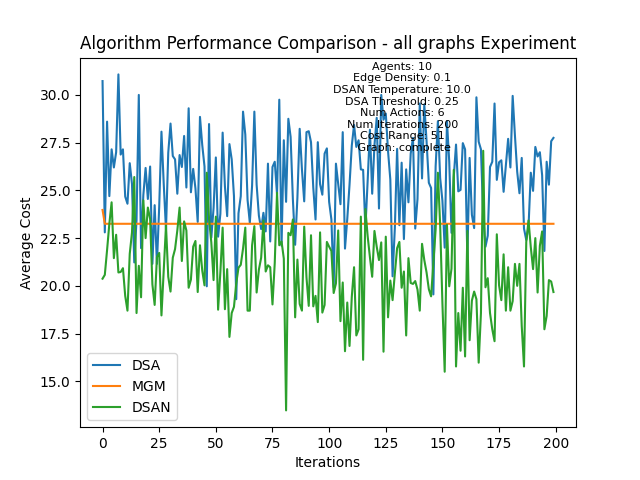 Algorithm Performance Comparison - all graphs Experiment
Agents: 10
Edge Density: 0.1
DSAN Temperature: 10.0
DSA Threshold: 0.25
Num Actions: 6
Num Iterations: 200
Cost Range: 51
Graph: complete
30.0
27.5
25.0
22.5
20.0
17.5
15.0
Average Cost
DSA
MGM
DSAN
0 25 50 75 100 125 150 175 200
Iterations